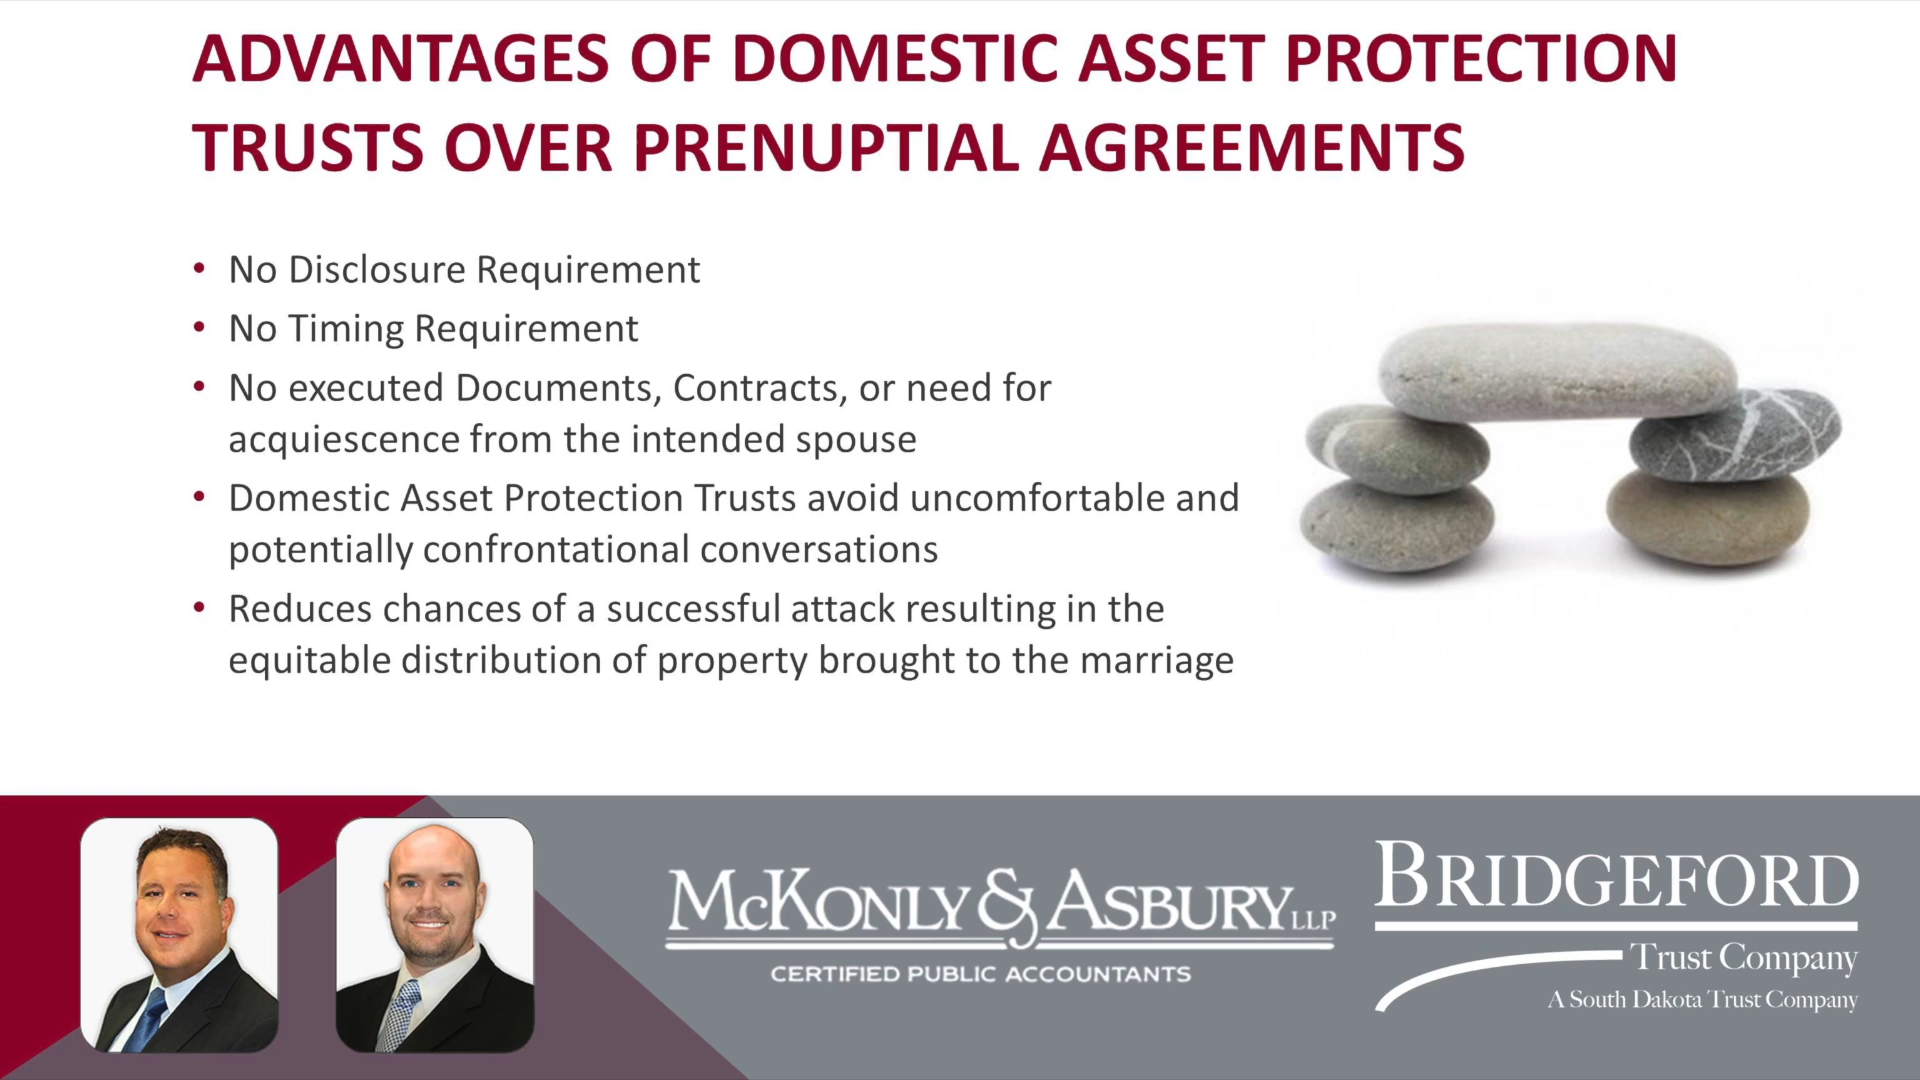 ADVANTAGES OF DOMESTIC ASSET PROTECTION
TRUSTS OVER PRENUPTIAL AGREEMENTS
• No Disclosure Requirement
• No Timing Requirement
• No executed Documents, Contracts, or need for
acquiescence from the intended spouse
• Domestic Asset Protection Trusts avoid uncomfortable and
potentially confrontational conversations
• Reduces chances of a successful attack resulting in the
equitable distribution of property brought to the marriage
McKonly & Asbury LLP
CERTIFIED PUBLIC ACCOUNTANTS
BRIDGEFORD
Trust Company
A South Dakota Trust Company